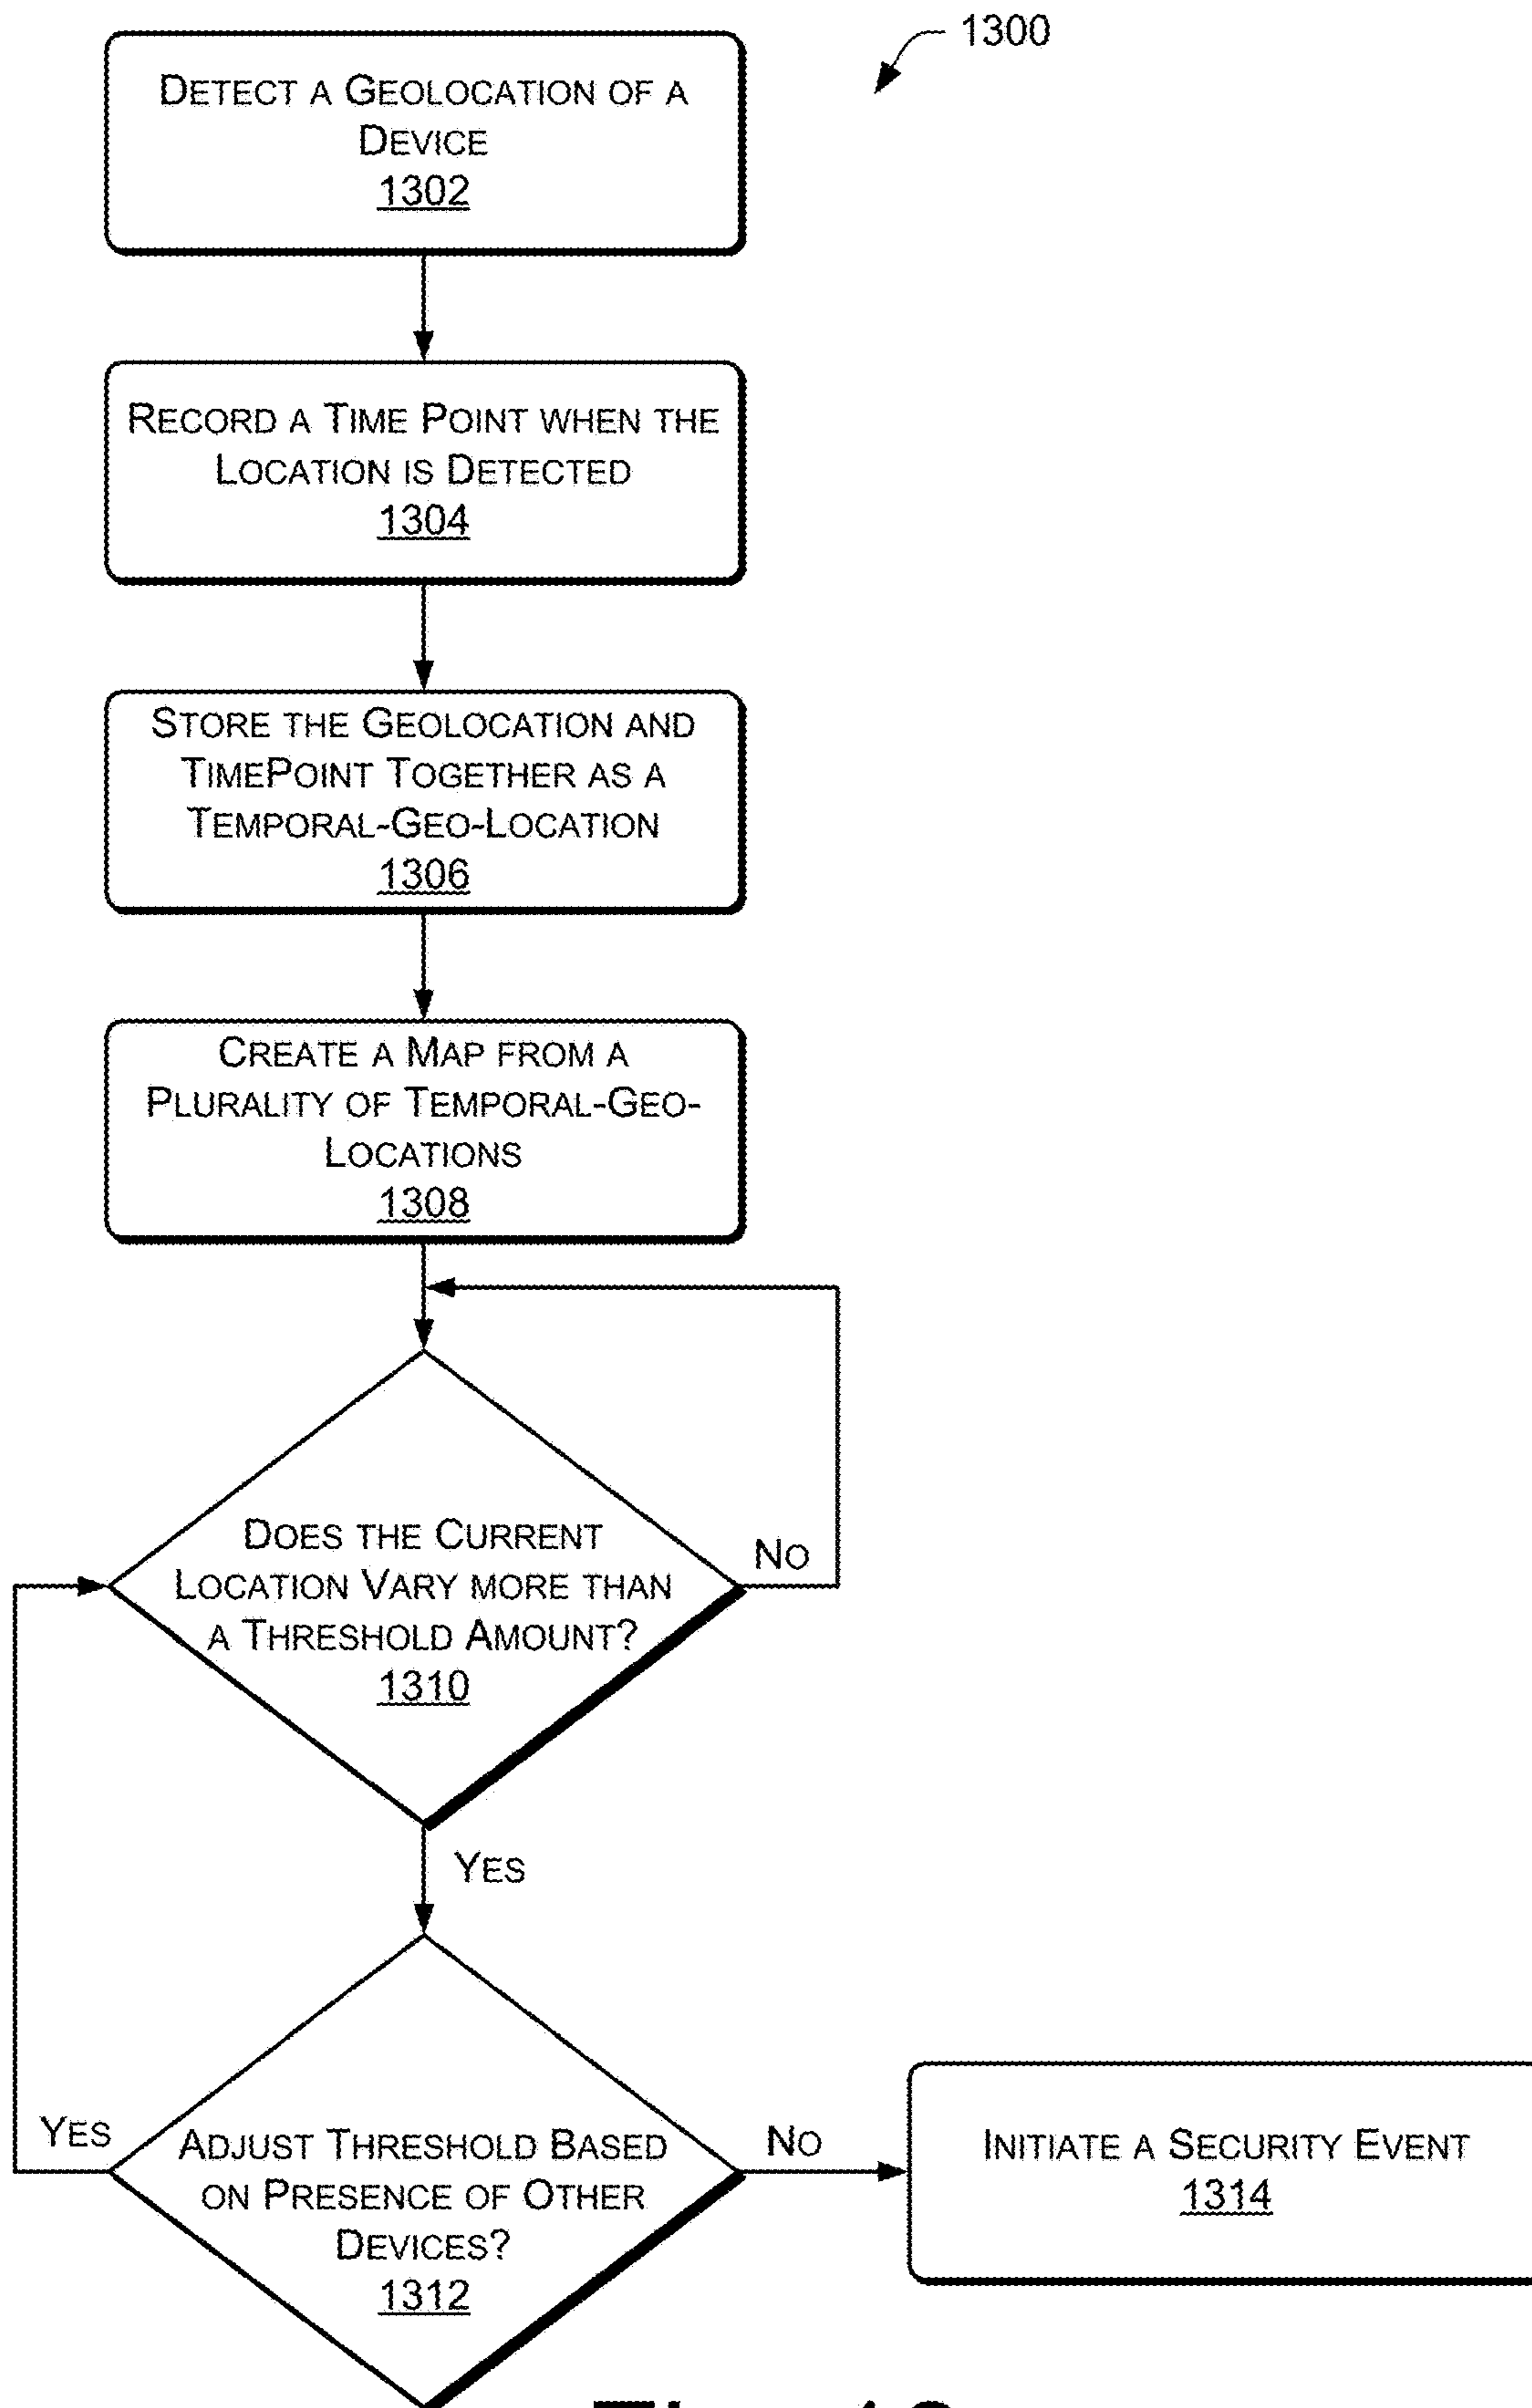 1300
DETECT A GEOLOCATION OF A
DEVICE
1302
RECORD A TIME POINT WHEN THE
LOCATION IS DETECTED
1304
STORE THE GEOLOCATION AND
TIMEPOINT TOGETHER AS A
TEMPORAL-GEO-LOCATION
1306
CREATE A MAP FROM A
PLURALITY OF TEMPORAL-GEO-
LOCATIONS
1308
DOES THE CURRENT
LOCATION VARY MORE THAN
A THRESHOLD AMOUNT?
1310
NO
YES
YES
ADJUST THRESHOLD BASED
ON PRESENCE OF OTHER
DEVICES?
1312
NO
INITIATE A SECURITY EVENT
1314